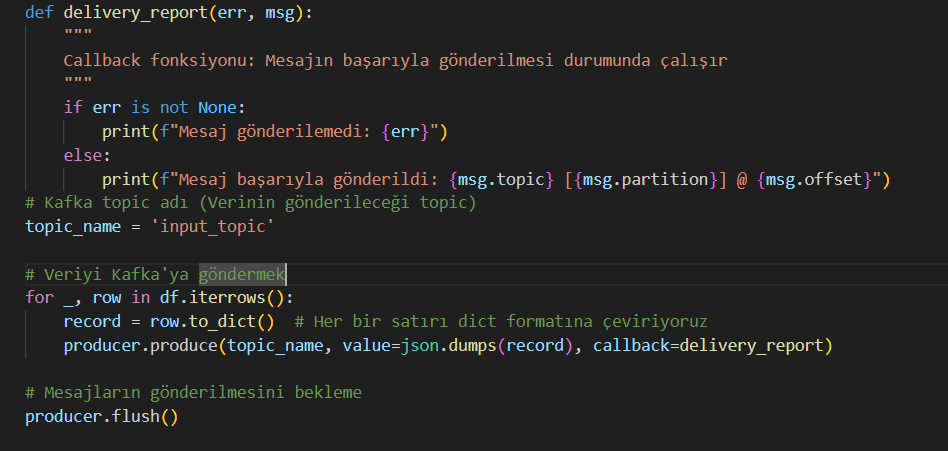 def delivery_report(err, msg):
    """
    Callback fonksiyonu: Mesajın başarıyla gönderilmesi durumunda çalışır
    """
    if err is not None:
        print(f"Mesaj gönderilemedi: {err}")
    else:
        print(f"Mesaj başarıyla gönderildi: {msg.topic} [{msg.partition}] @ {msg.offset}")
# Kafka topic adı (Verinin gönderileceği topic)
topic_name = 'input_topic'

# Veriyi Kafka'ya göndermek
for _, row in df.iterrows():
    record = row.to_dict()  # Her bir satırı dict formatına çeviriyoruz
    producer.produce(topic_name, value=json.dumps(record), callback=delivery_report)

# Mesajların gönderilmesini bekleme
producer.flush()